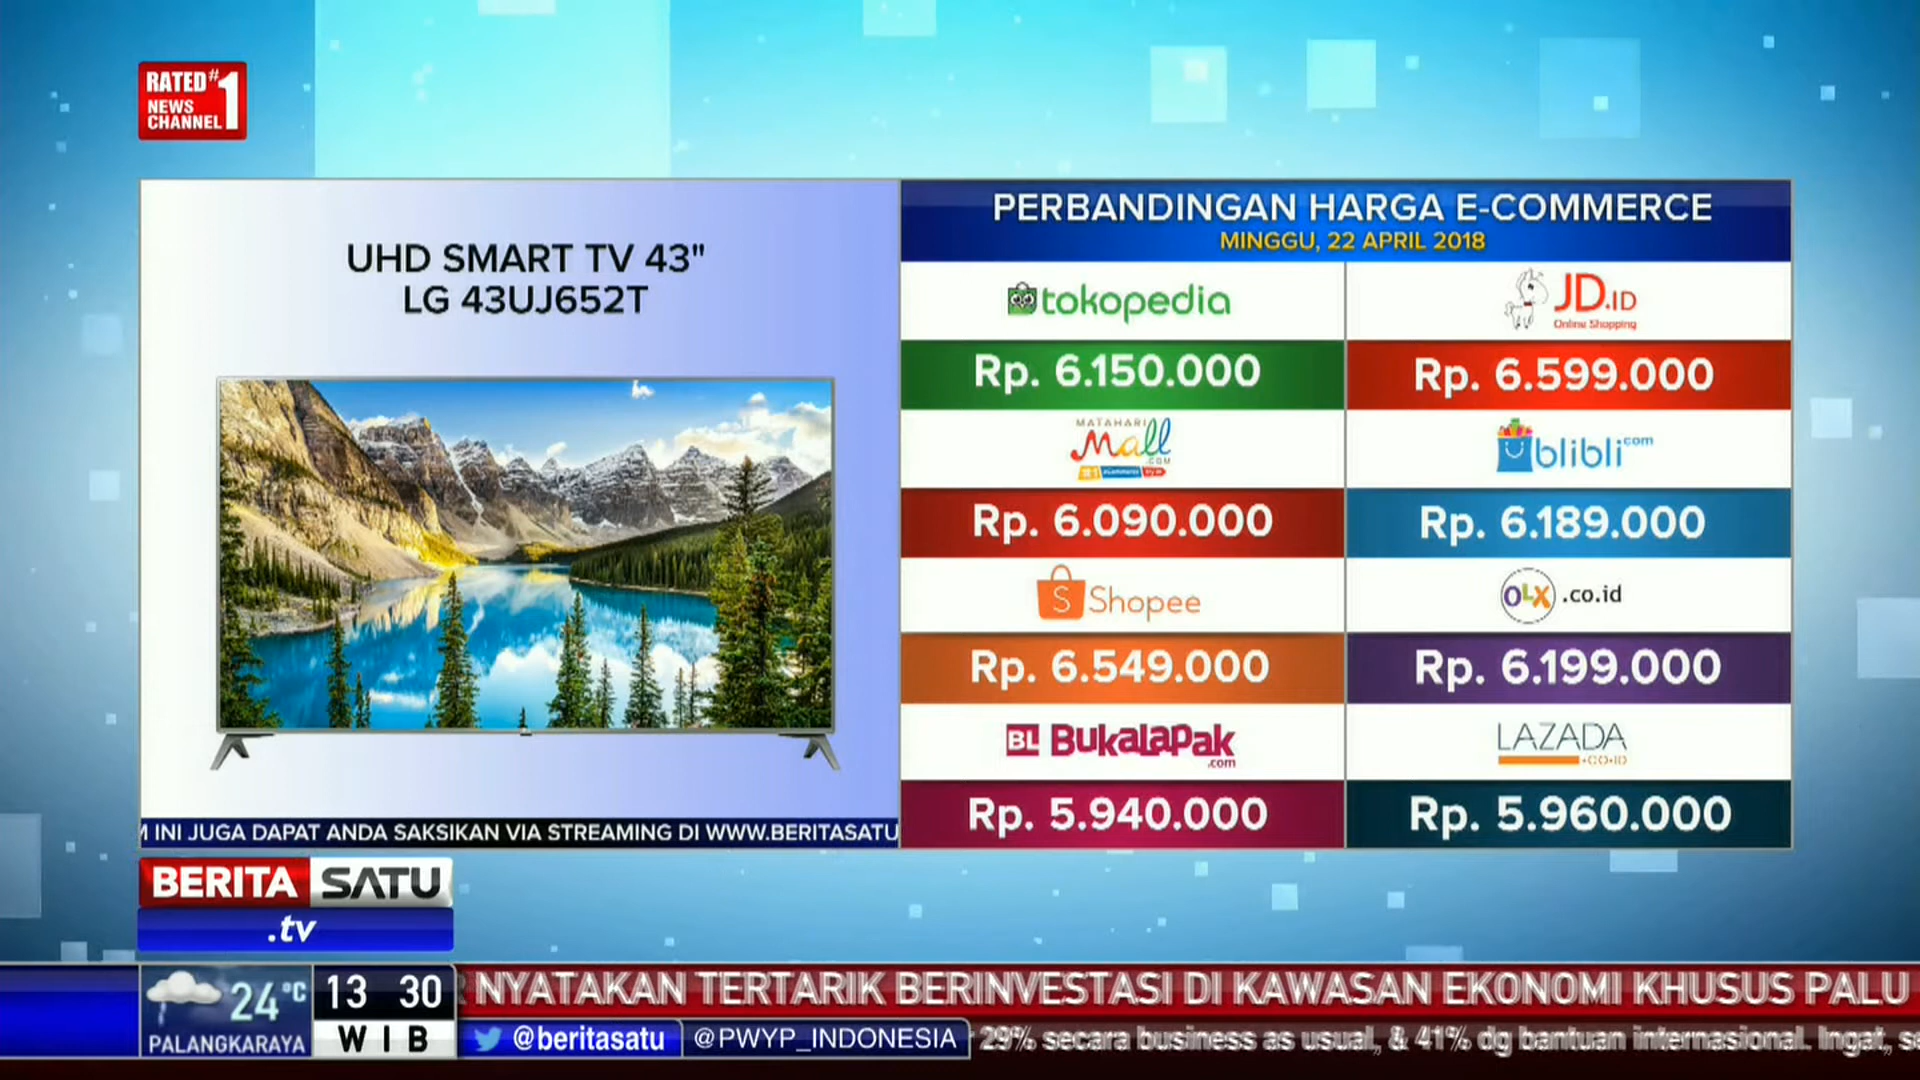 RATED #1
NEWS
CHANNEL
UHD SMART TV 43"
LG 43UJ652T
PERBANDINGAN HARGA E-COMMERCE
MINGGU, 22 APRIL 2018
tokopedia
JD.ID
Online Shopping
Rp. 6.150.000
Rp. 6.599.000
MATAHARI
Mall
.COM
blibli.com
Rp. 6.090.000
Rp. 6.189.000
S Shopee
OLX .co.id
Rp. 6.549.000
Rp. 6.199.000
BL BukaLapak
.com
LAZADA
.CO.ID
Rp. 5.940.000
Rp. 5.960.000
INI JUGA DAPAT ANDA SAKSIKAN VIA STREAMING DI WWW.BERITASATU
BERITA SATU
.tv
24°C
PALANGKARAYA
13 30
WIB
NYATAKAN TERTARIK BERINVESTASI DI KAWASAN EKONOMI KHUSUS PALU
@beritasatu
@PWYP_INDONESIA
29% secara business as usual, & 41% dg bantuan internasional. Ingat,